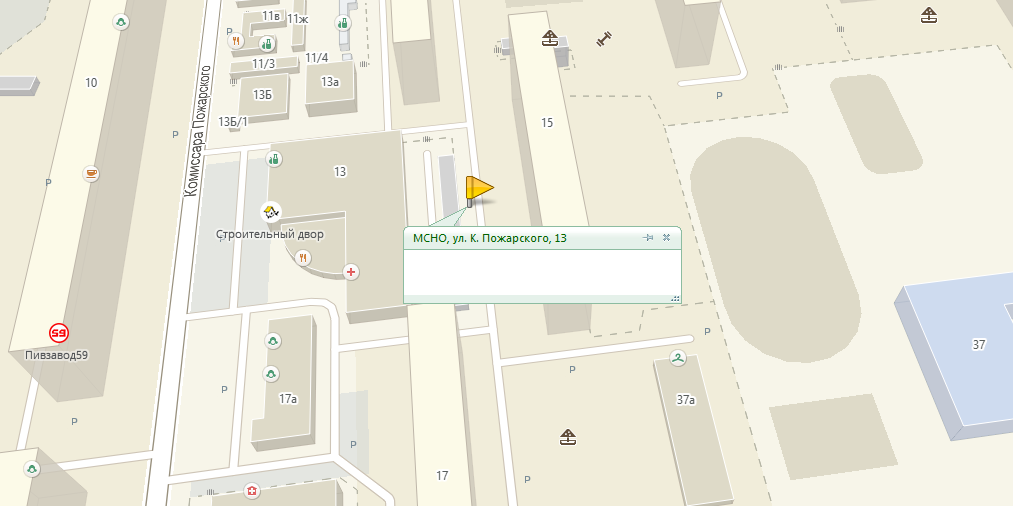 11в
11ж
11/3
11/4
13а
13Б
13Б/1
10
Комиссара Пожарского
P
P
P
15
13
Строительный двор
МСНО, ул. К. Пожарского, 13
59
Пивзавод59
P
P
37
P
17а
P
37а
P
P
17
P